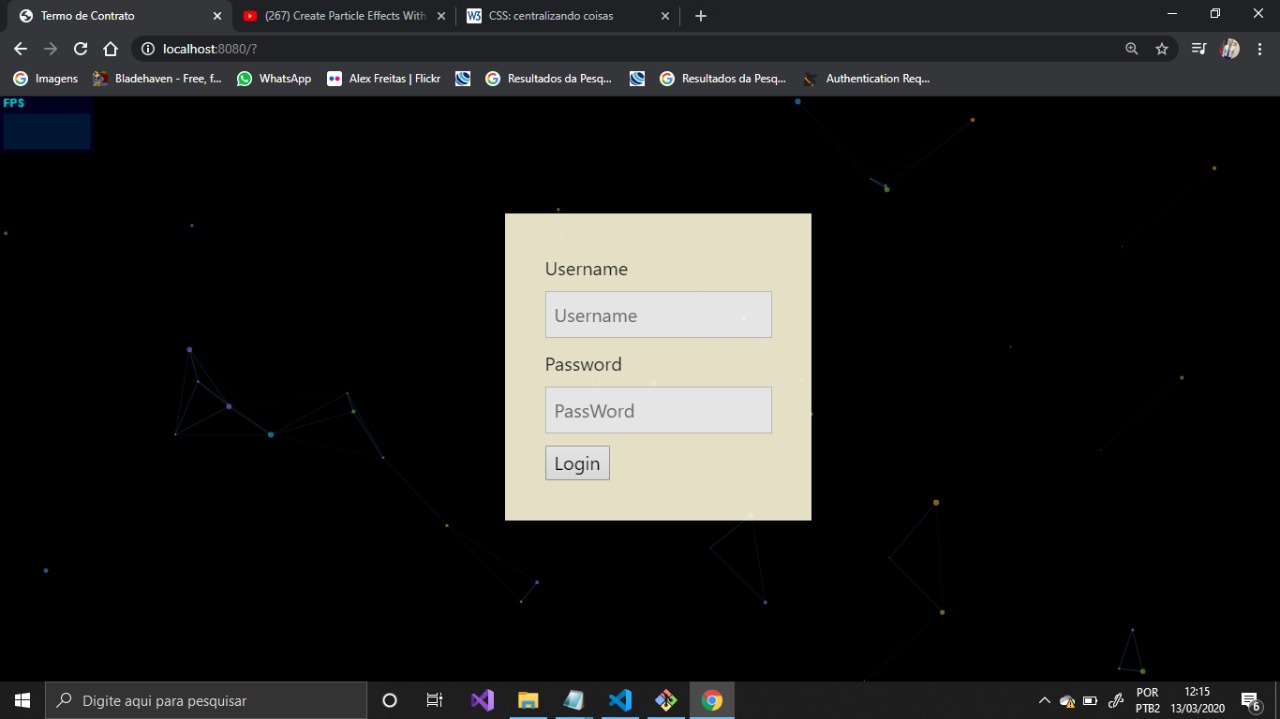 Termo de Contrato
(267) Create Particle Effects With
CSS: centralizando coisas
localhost:8080/?
Imagens
Bladehaven - Free, f...
WhatsApp
Alex Freitas | Flickr
Resultados da Pesq...
Resultados da Pesq...
Authentication Req...
FPS
Username
Username
Password
PassWord
Login
Digite aqui para pesquisar
POR
PTB2
12:15
13/03/2020
6